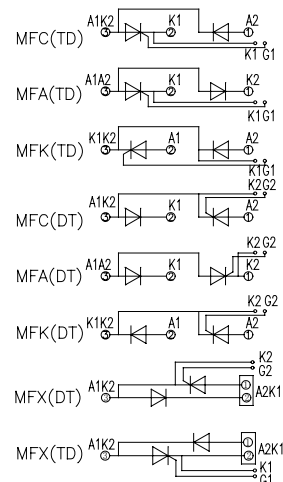 A1K2 K1 A2
MFC(TD) ③ ② ①
K1 G1
A1A2 K1 K2
MFA(TD) ③ ② ①
K1G1
K1K2 A1 A2
MFK(TD) ③ ② ①
K1G1
K2G2
A1K2 K1 A2
MFC(DT) ③ ② ①
K2 G2
A1A2 K1 K2
MFA(DT) ③ ② ①
K2 G2
K1K2 A1 A2
MFK(DT) ③ ② ①
K2
G2
A1K2 ①
MFX(DT) ③ ② A2K1
①
A1K2 A2K1
MFX(TD) ③ ②
K1
G1